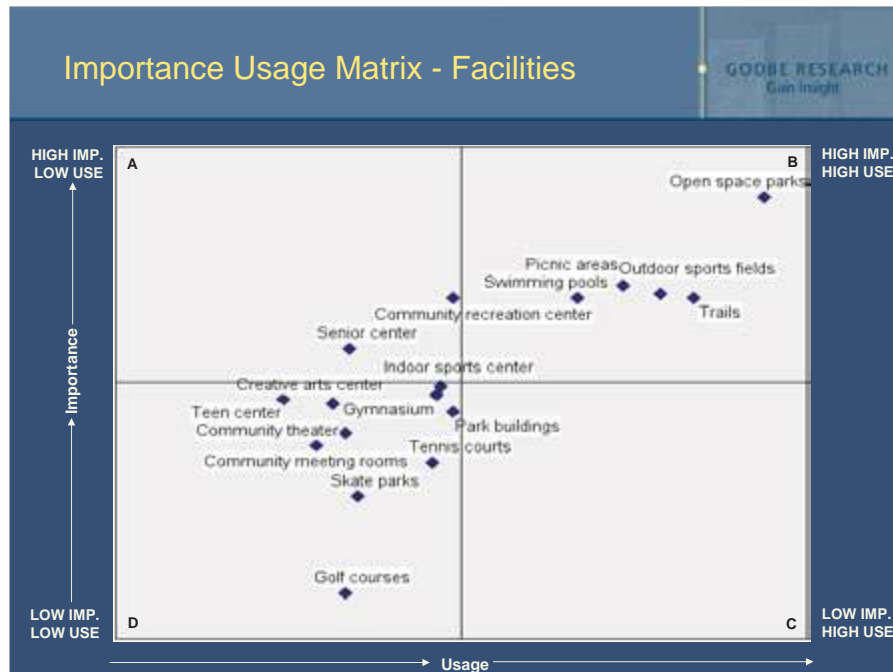 Importance Usage Matrix - Facilities
GODBE RESEARCH
Gain Insight
HIGH IMP.
LOW USE
A
B
HIGH IMP.
HIGH USE
Open space parks
Picnic areas
Outdoor sports fields
Swimming pools
Community recreation center
Trails
Senior center
Indoor sports center
Importance
Creative arts center
Teen center
Gymnasium
Park buildings
Community theater
Tennis courts
Community meeting rooms
Skate parks
Golf courses
LOW IMP.
LOW USE
D
C
LOW IMP.
HIGH USE
Usage